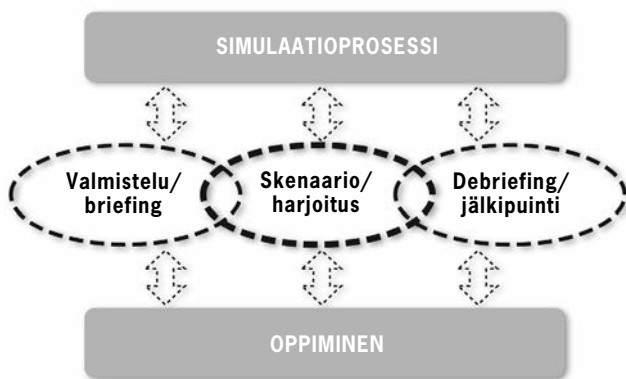 SIMULAATIOPROSESSI
Valmistelu/
briefing
Skenaario/
harjoitus
Debriefing/
jälkipuinti
OPPIMINEN